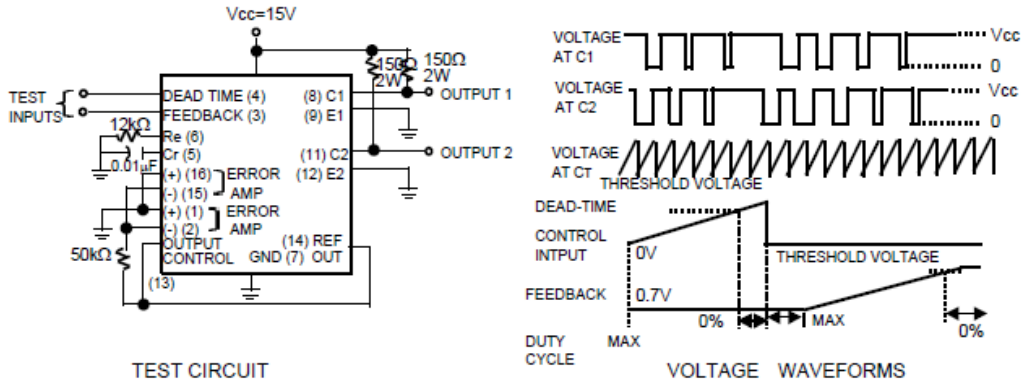 Vcc=15V
150Ω
2W
150Ω
2W
TEST
INPUTS
DEAD TIME (4)
FEEDBACK (3)
12kΩ
Re (6)
Cr (5)
0.01µF
(+) (16)
(-) (15)
ERROR
AMP
(+) (1)
(-) (2)
ERROR
AMP
OUTPUT
CONTROL
(13)
50kΩ
(8) C1
(9) E1
(11) C2
(12) E2
(14) REF
OUT
GND (7)
OUTPUT 1
OUTPUT 2
TEST CIRCUIT
VOLTAGE
AT C1
Vcc
0
VOLTAGE
AT C2
Vcc
0
VOLTAGE
AT CT
THRESHOLD VOLTAGE
DEAD-TIME
CONTROL
INTPUT
0V
THRESHOLD VOLTAGE
FEEDBACK
0.7V
0%
MAX
0%
DUTY
CYCLE
MAX
VOLTAGE WAVEFORMS